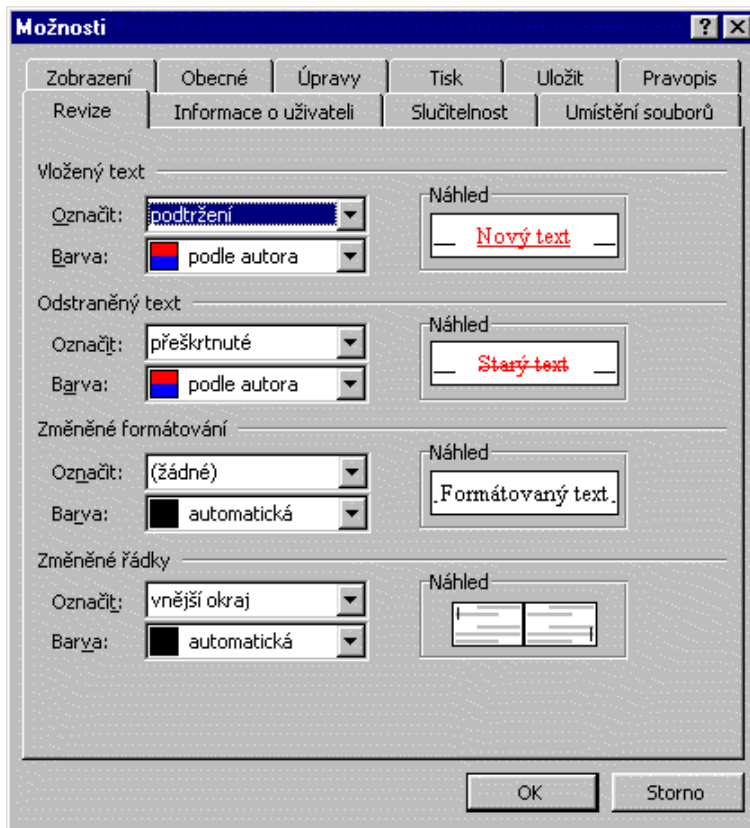 Možnosti
Zobrazení Obecné Úpravy Tisk Uložit Pravopis
Revize Informace o uživateli Slučitelnost Umístění souborů
Vložený text
Označit: podtržení
Barva: podle autora
Náhled
Nový text
Odstraněný text
Označit: přeškrtnuté
Barva: podle autora
Náhled
Starý text
Změněné formátování
Označit: (žádné)
Barva: automatická
Náhled
Formátovaný text
Změněné řádky
Označit: vnější okraj
Barva: automatická
Náhled
OK Storno